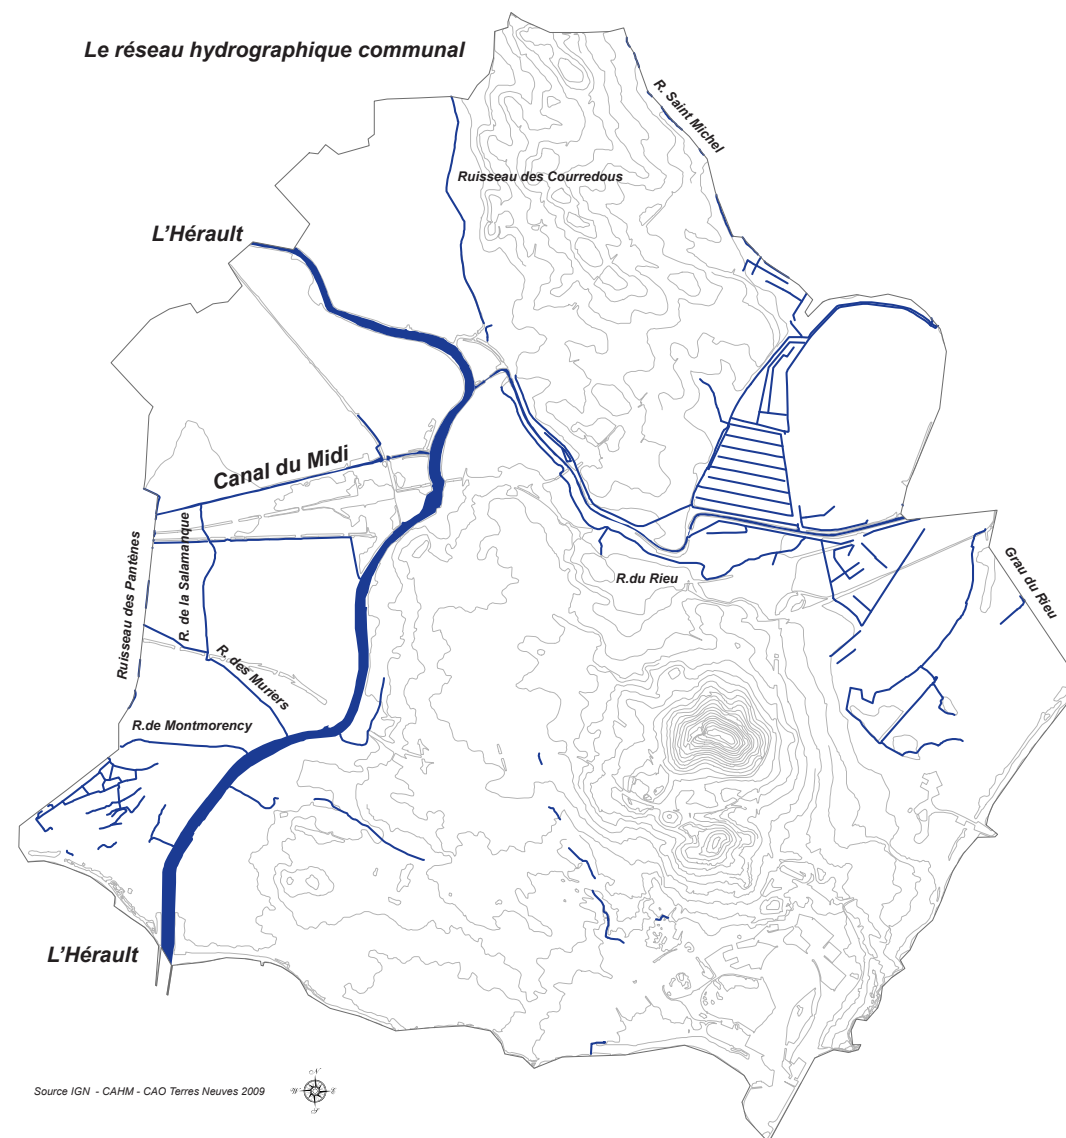 Le réseau hydrographique communal
R. Saint Michel
Ruisseau des Courredous
L'Hérault
Canal du Midi
Ruisseau des Pantènes
R. de la Salamanque
R.du Rieu
Grau du Rieu
R. des Muriers
R.de Montmorency
L'Hérault
Source IGN - CAHM - CAO Terres Neuves 2009
N
S